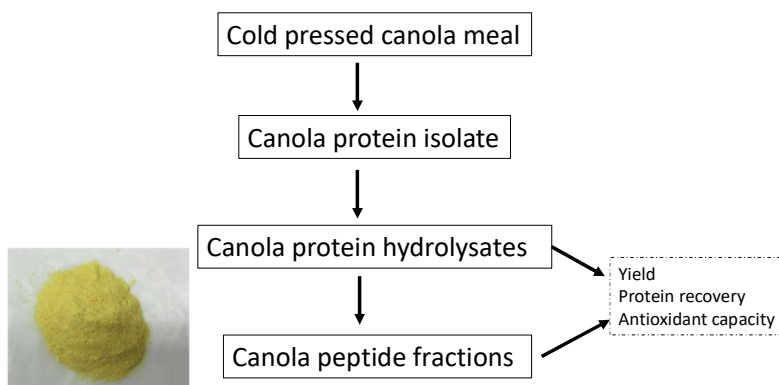 Cold pressed canola meal
Canola protein isolate
Canola protein hydrolysates
Canola peptide fractions
Yield
Protein recovery
Antioxidant capacity